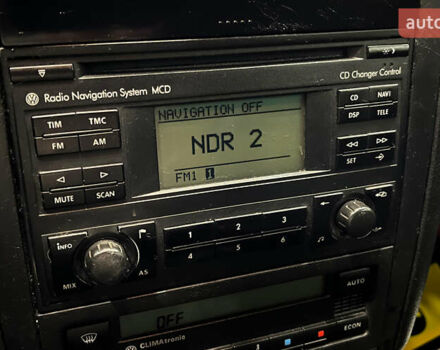 auto
Radio Navigation System MCD
CD Changer Control
NAVIGATION OFF
NDR 2
FM1 1
TIM TMC
FM AM
MUTE SCAN
CD NAVI
DSP TELE
SET
INFO
MIX AS
1 2 3
4 5 6
OFF
AUTO
ECON
CLIMAtronic